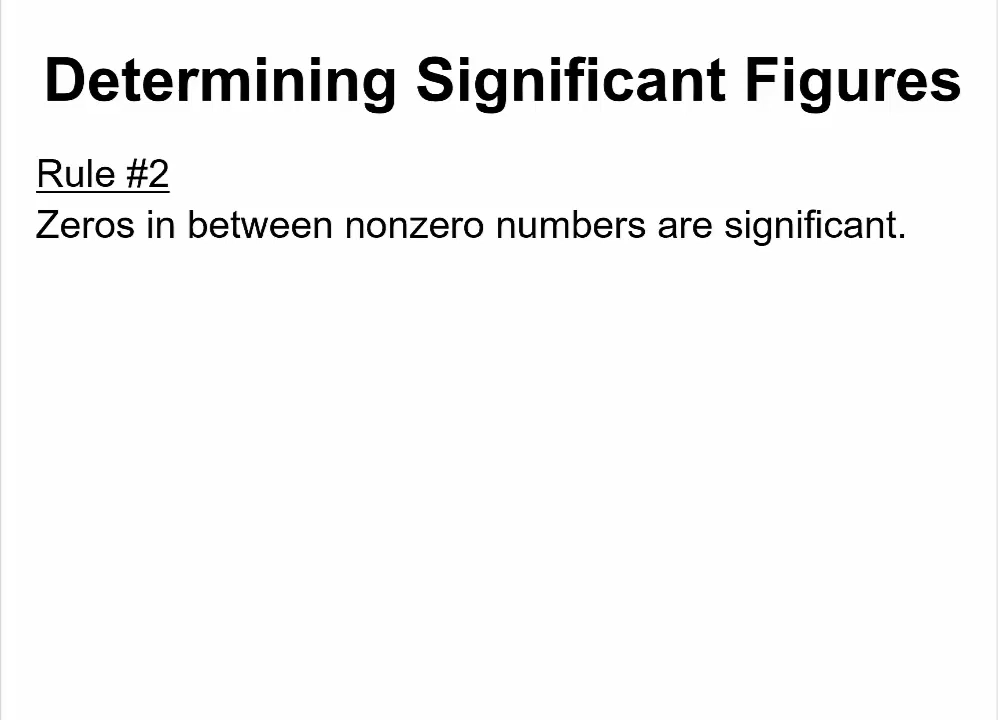 Determining Significant Figures
Rule #2
Zeros in between nonzero numbers are significant.